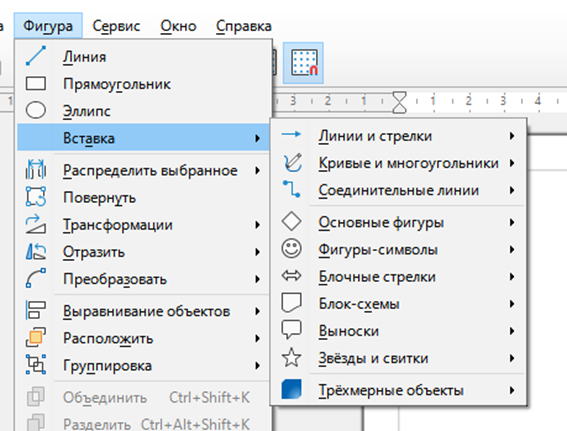 Фигура Сервис Окно Справка
Линия
Прямоугольник
Эллипс
Вставка
Распределить выбранное
Повернуть
Трансформации
Отразить
Преобразовать
Выравнивание объектов
Расположить
Группировка
Объединить Ctrl+Shift+K
Разделить Ctrl+Alt+Shift+K
3 2 1 1 2 3 4
Линии и стрелки
Кривые и многоугольники
Соединительные линии
Основные фигуры
Фигуры-символы
Блочные стрелки
Блок-схемы
Выноски
Звёзды и свитки
Трёхмерные объекты